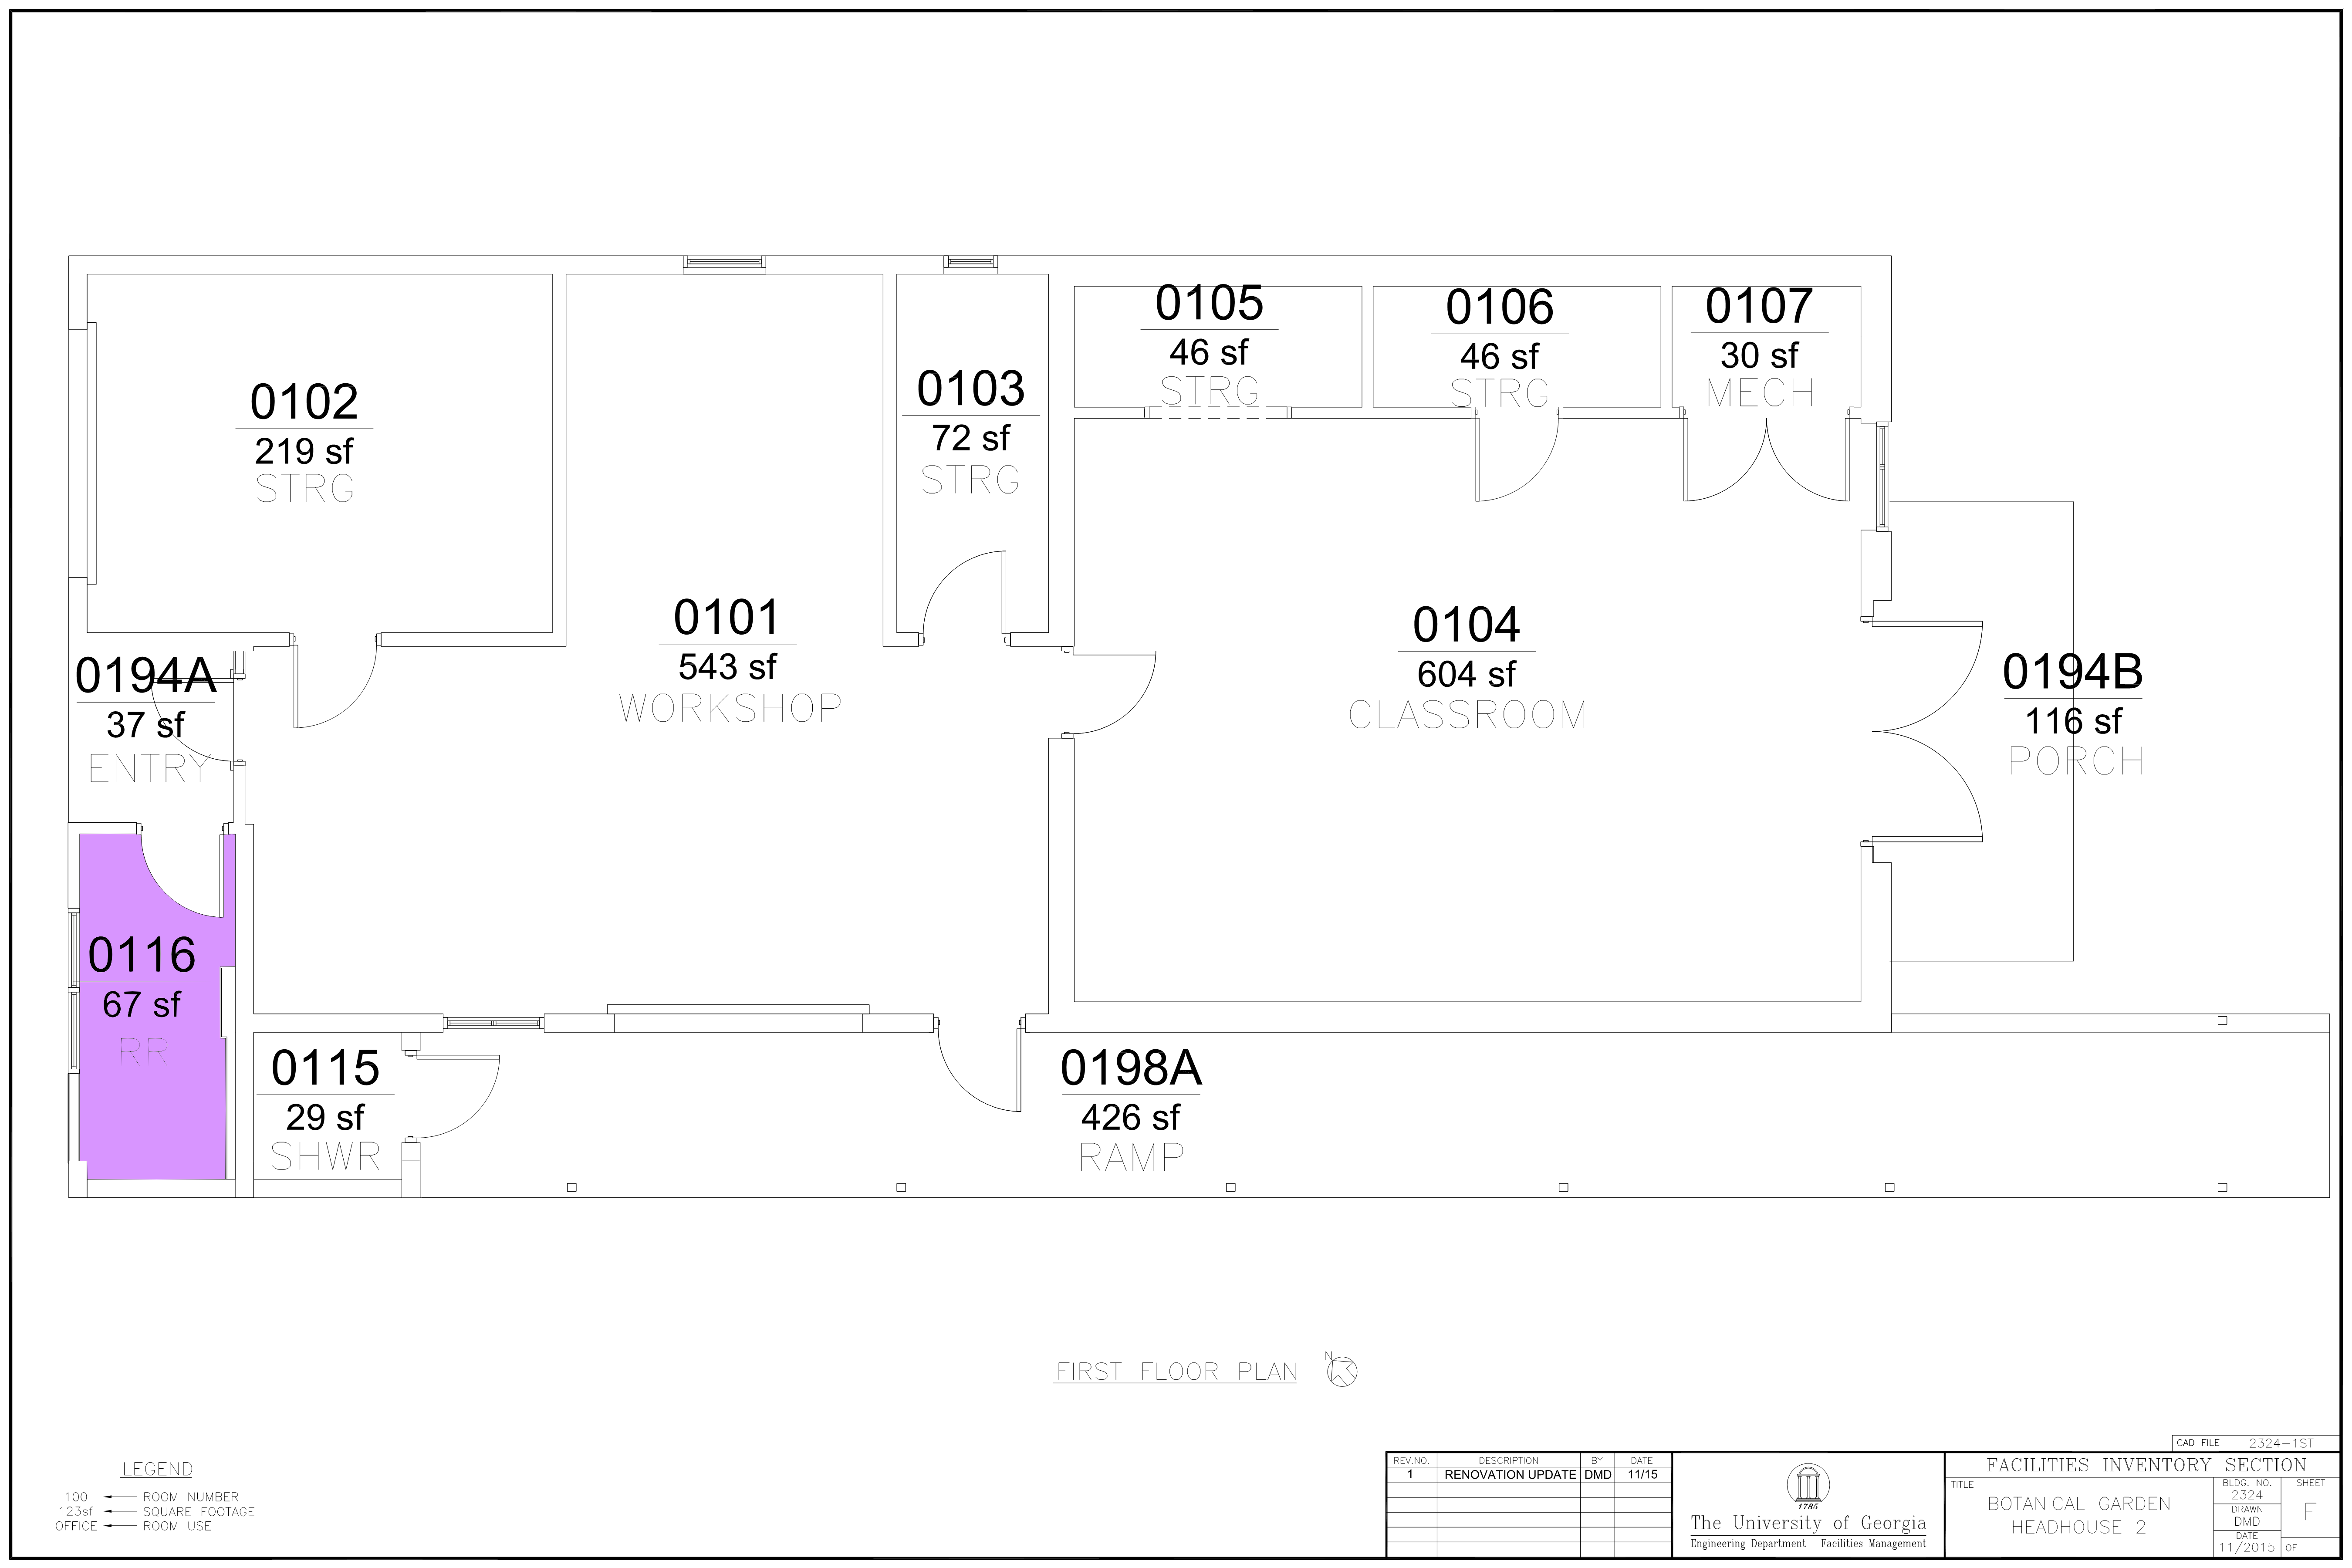 0105
46 sf
STRG
0106
46 sf
STRG
0107
30 sf
MECH
0102
219 sf
STRG
0103
72 sf
STRG
0101
543 sf
WORKSHOP
0104
604 sf
CLASSROOM
0194A
37 sf
ENTRY
0194B
116 sf
PORCH
0116
67 sf
RR
0115
29 sf
SHWR
0198A
426 sf
RAMP
FIRST FLOOR PLAN
N
LEGEND
100 ROOM NUMBER
123sf SQUARE FOOTAGE
OFFICE ROOM USE
REV.NO. DESCRIPTION BY DATE
1 RENOVATION UPDATE DMD 11/15
1785
The University of Georgia
Engineering Department Facilities Management
CAD FILE 2324-1ST
FACILITIES INVENTORY SECTION
TITLE
BOTANICAL GARDEN
HEADHOUSE 2
BLDG. NO.
2324
DRAWN
DMD
DATE
11/2015
SHEET
F
OF